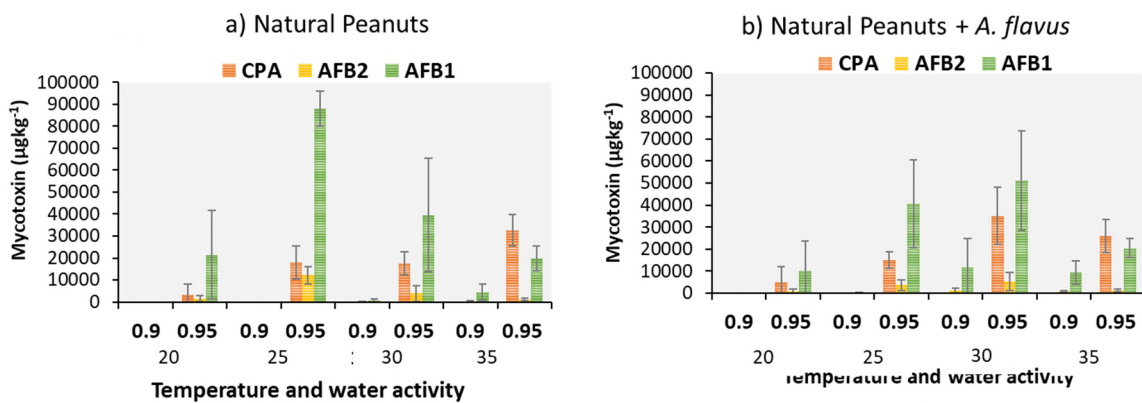 a) Natural Peanuts
CPA AFB2 AFB1
Mycotoxin (µgkg-1)
100000
90000
80000
70000
60000
50000
40000
30000
20000
10000
0
0.9 0.95 0.9 0.95 0.9 0.95 0.9 0.95
20 25 : 30 35
Temperature and water activity
b) Natural Peanuts + A. flavus
CPA AFB2 AFB1
Mycotoxin (µgkg-1)
100000
90000
80000
70000
60000
50000
40000
30000
20000
10000
0
0.9 0.95 0.9 0.95 0.9 0.95 0.9 0.95
20 25 30 35
Temperature and water activity